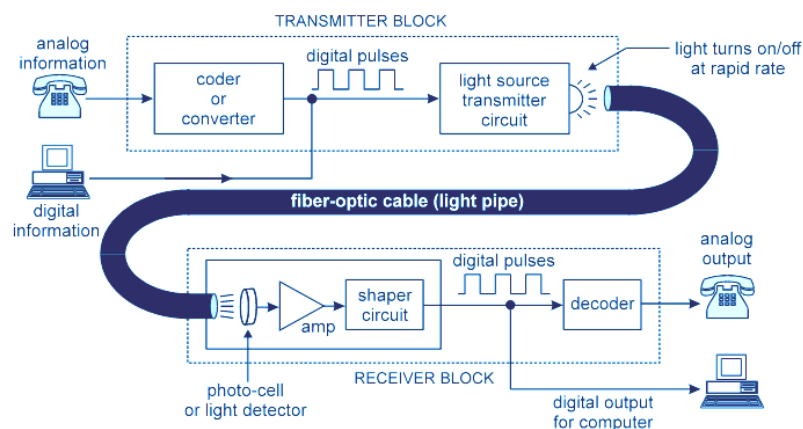 TRANSMITTER BLOCK
analog
information
digital pulses
light turns on/off
at rapid rate
coder
or
converter
light source
transmitter
circuit
digital
information
fiber-optic cable (light pipe)
analog
output
digital pulses
shaper
circuit
decoder
amp
photo-cell
or light detector
RECEIVER BLOCK
digital output
for computer